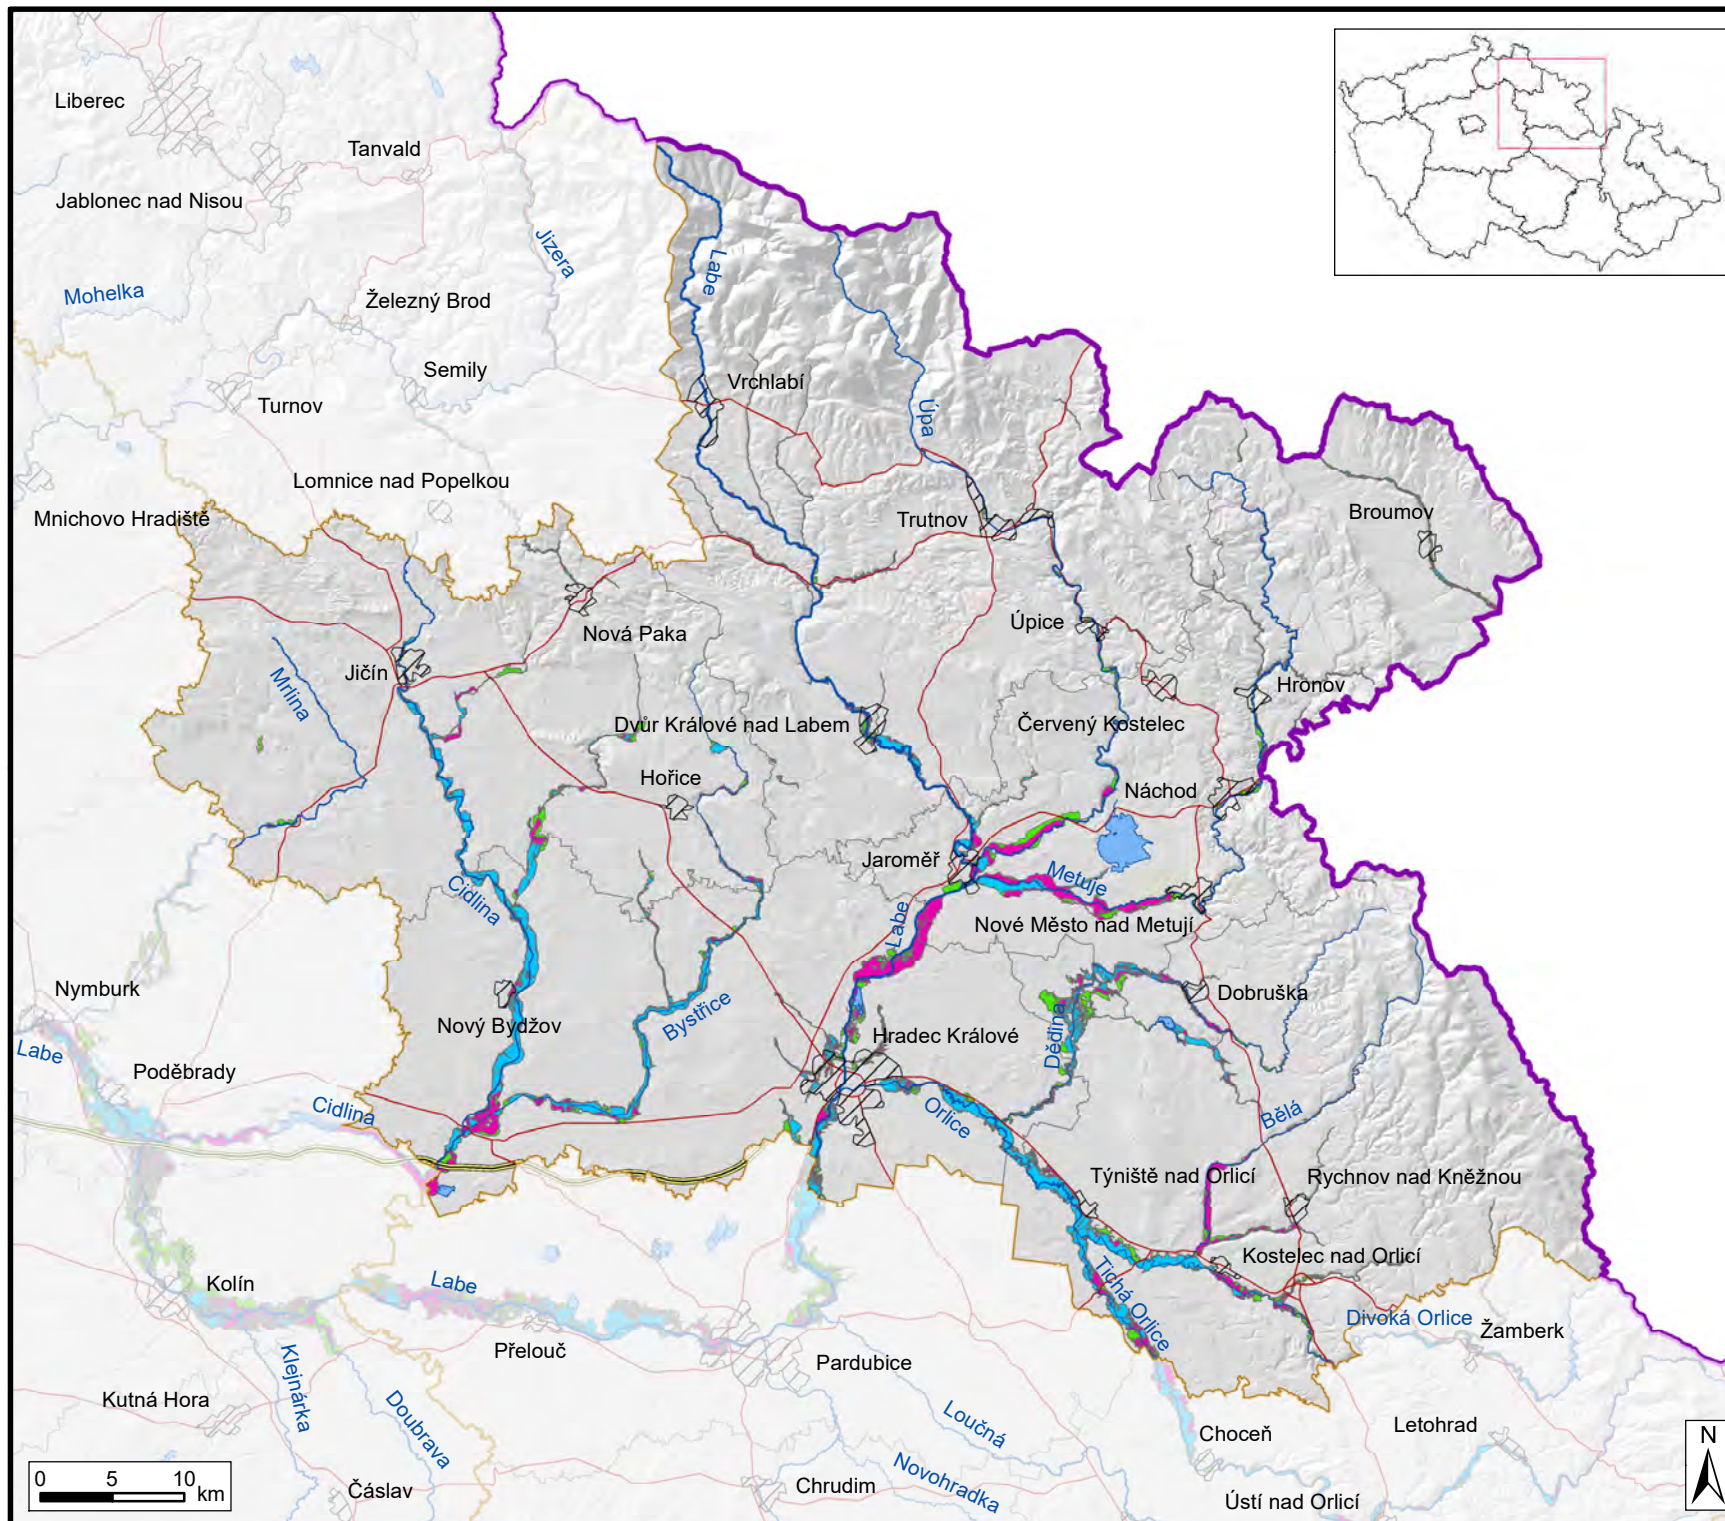 Liberec
Tanvald
Jablonec nad Nisou
Jizera
Labe
Mohelka
Železný Brod
Semily
Vrchlabí
Turnov
Úpa
Lomnice nad Popelkou
Mnichovo Hradiště
Trutnov
Broumov
Úpice
Nová Paka
Jičín
Mrlina
Hronov
Dvůr Králové nad Labem
Červený Kostelec
Hořice
Náchod
Jaroměř
Metuje
Cidlina
Labe
Nové Město nad Metují
Nymburk
Dobruška
Nový Bydžov
Bystřice
Hradec Králové
Dědina
Labe
Poděbrady
Cidlina
Orlice
Bělá
Týniště nad Orlicí
Rychnov nad Kněžnou
Kostelec nad Orlicí
Kolín
Labe
Tichá Orlice
Divoká Orlice
Žamberk
Přelouč
Pardubice
Klejnárka
Kutná Hora
Doubrava
Loučná
Choceň
Letohrad
N
Novohradka
Chrudim
Čáslav
Ústí nad Orlicí
0 5 10
km